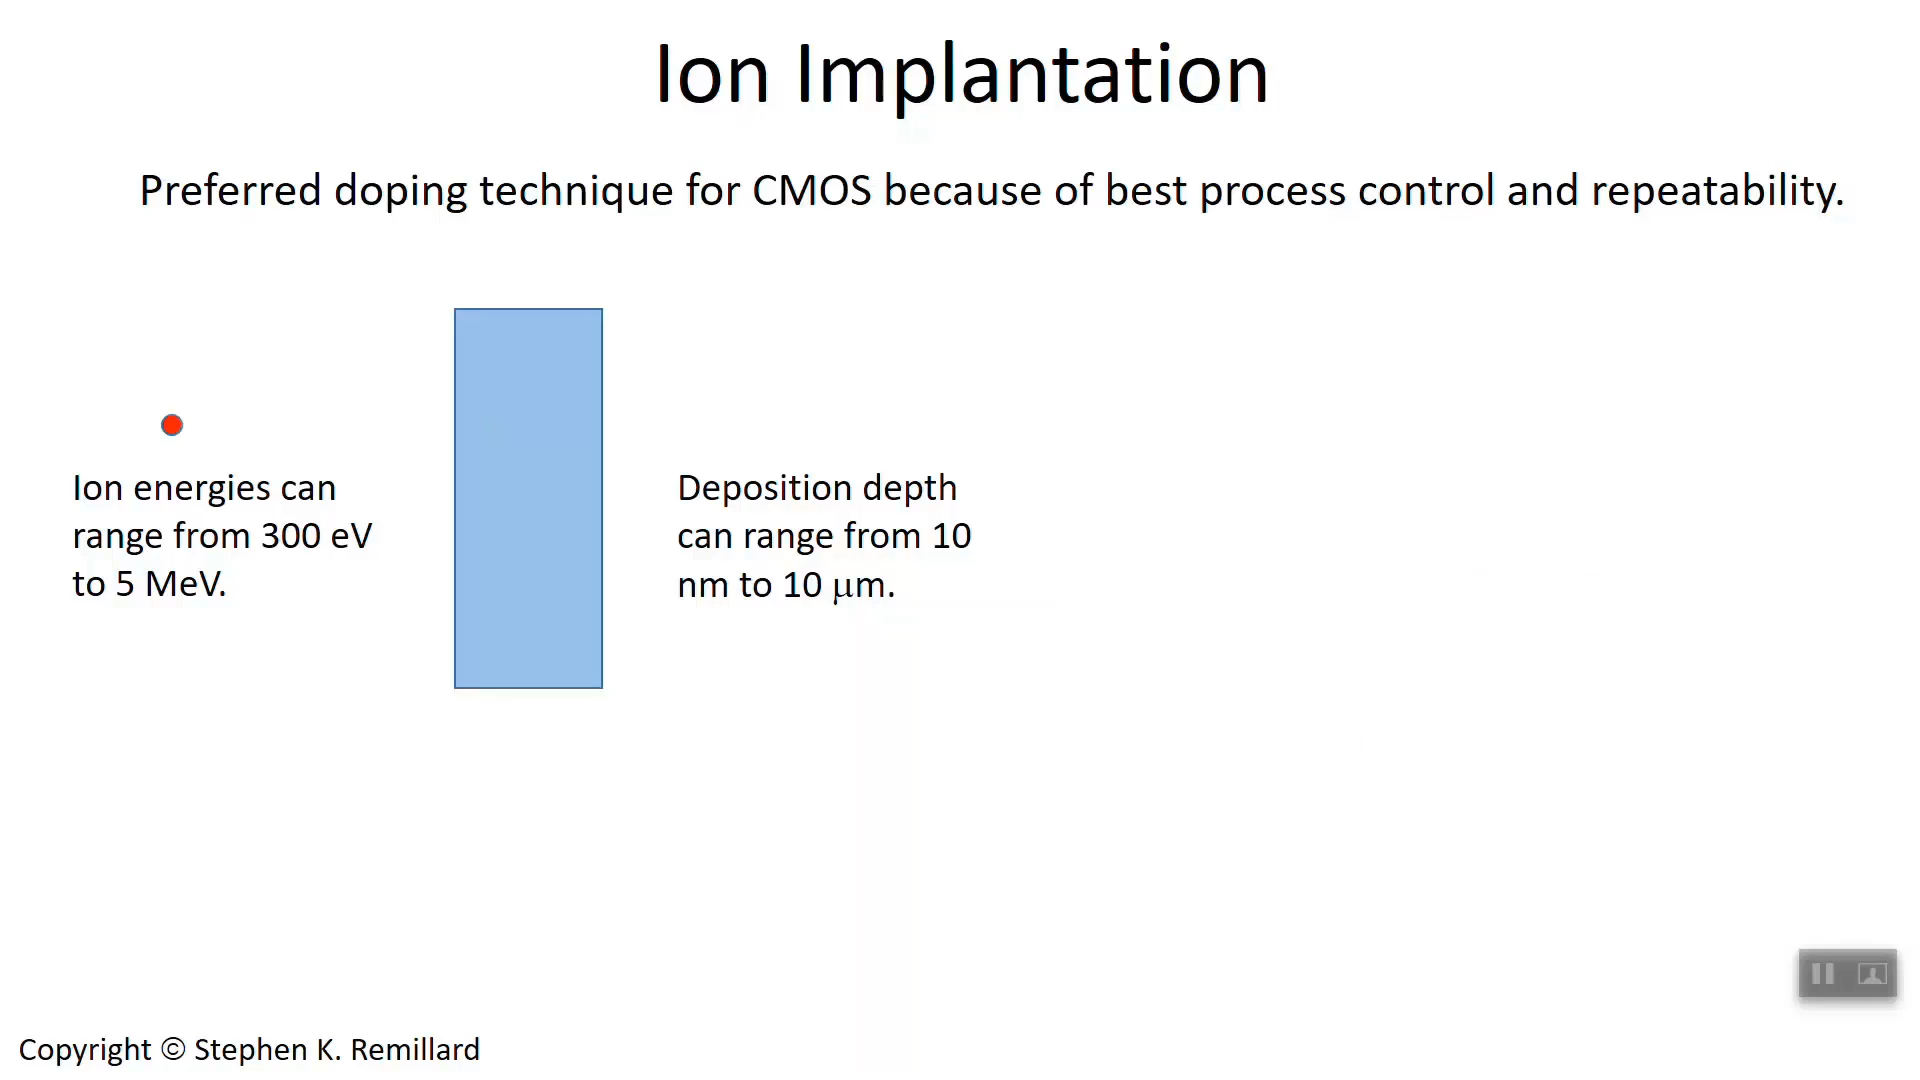 Ion Implantation
Preferred doping technique for CMOS because of best process control and repeatability.
Ion energies can
range from 300 eV
to 5 MeV.
Deposition depth
can range from 10
nm to 10 μm.
Copyright © Stephen K. Remillard